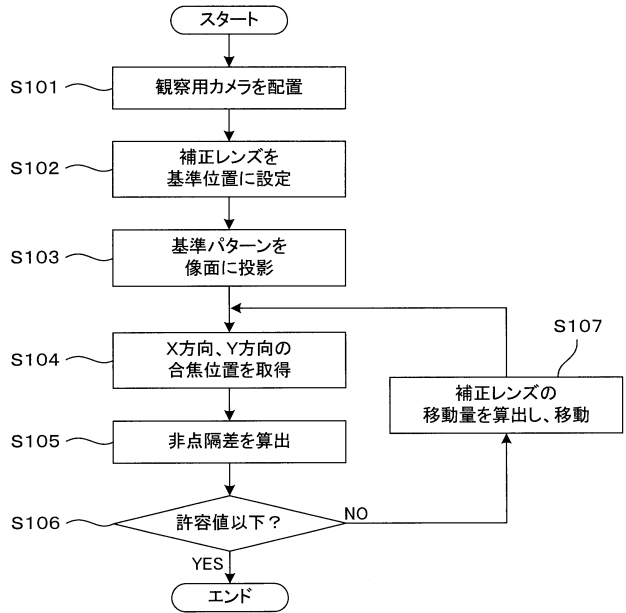 スタート
S101
観察用カメラを配置
S102
補正レンズを
基準位置に設定
S103
基準パターンを
像面に投影
S104
X方向、Y方向の
合焦位置を取得
S107
補正レンズの
移動量を算出し、移動
S105
非点隔差を算出
S106
許容値以下？
NO
YES
エンド